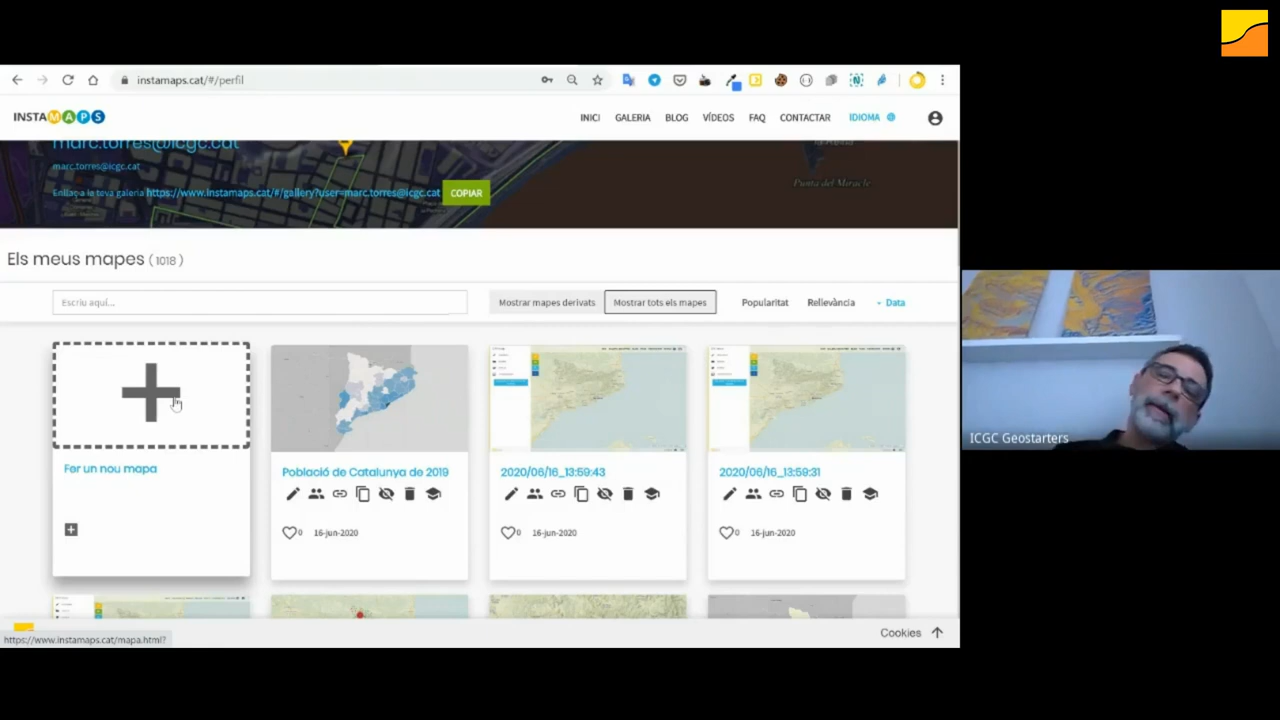 instamaps.cat/#/perfil
INSTAMAPS
INICI GALERIA BLOG VÍDEOS FAQ CONTACTAR IDIOMA
marc.torres@icgc.cat
marc.torres@icgc.cat
Enllaça la teva galeria https://www.instamaps.cat/#/gallery?user=marc.torres@icgc.cat COPIAR
Punta del Miracle
Els meus mapes (1018)
Escriu aquí... Mostrar mapes derivats Mostrar tots els mapes Popularitat Rellevància Data
Fer un nou mapa
Població de Catalunya de 2019
2020/06/16_13:59:43
2020/06/16_13:59:31
0 16-jun-2020
0 16-jun-2020
0 16-jun-2020
Cookies
https://www.instamaps.cat/mapa.html?
ICGC Geostarters